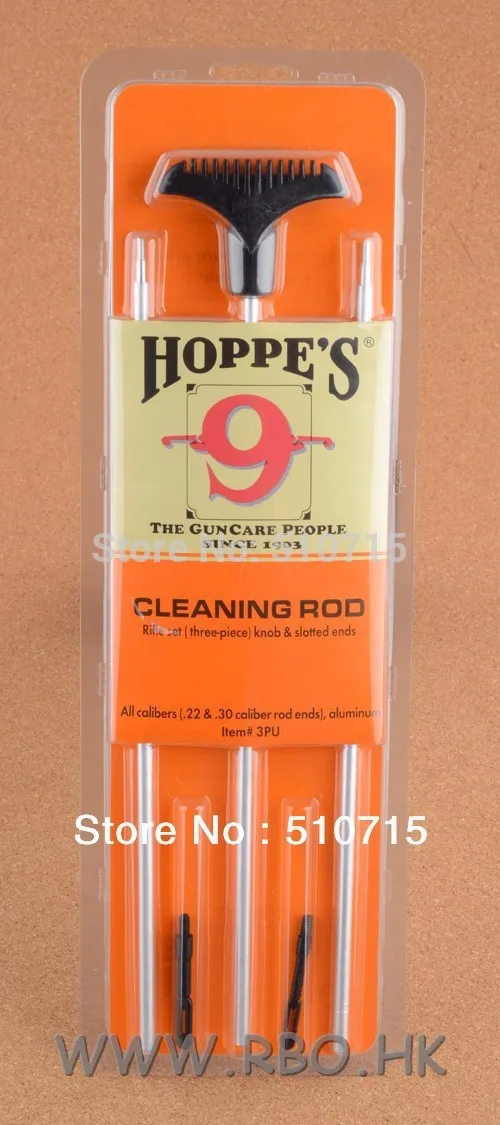 HOPPE'S®
9
THE GUNCARE PEOPLE
SINCE 1903
Store No: 510715
CLEANING ROD
Rifle set ( three-piece) knob & slotted ends
All calibers (.22 & .30 caliber rod ends), aluminum
Item# 3PU
Store No : 510715
WWW.RBO.HK